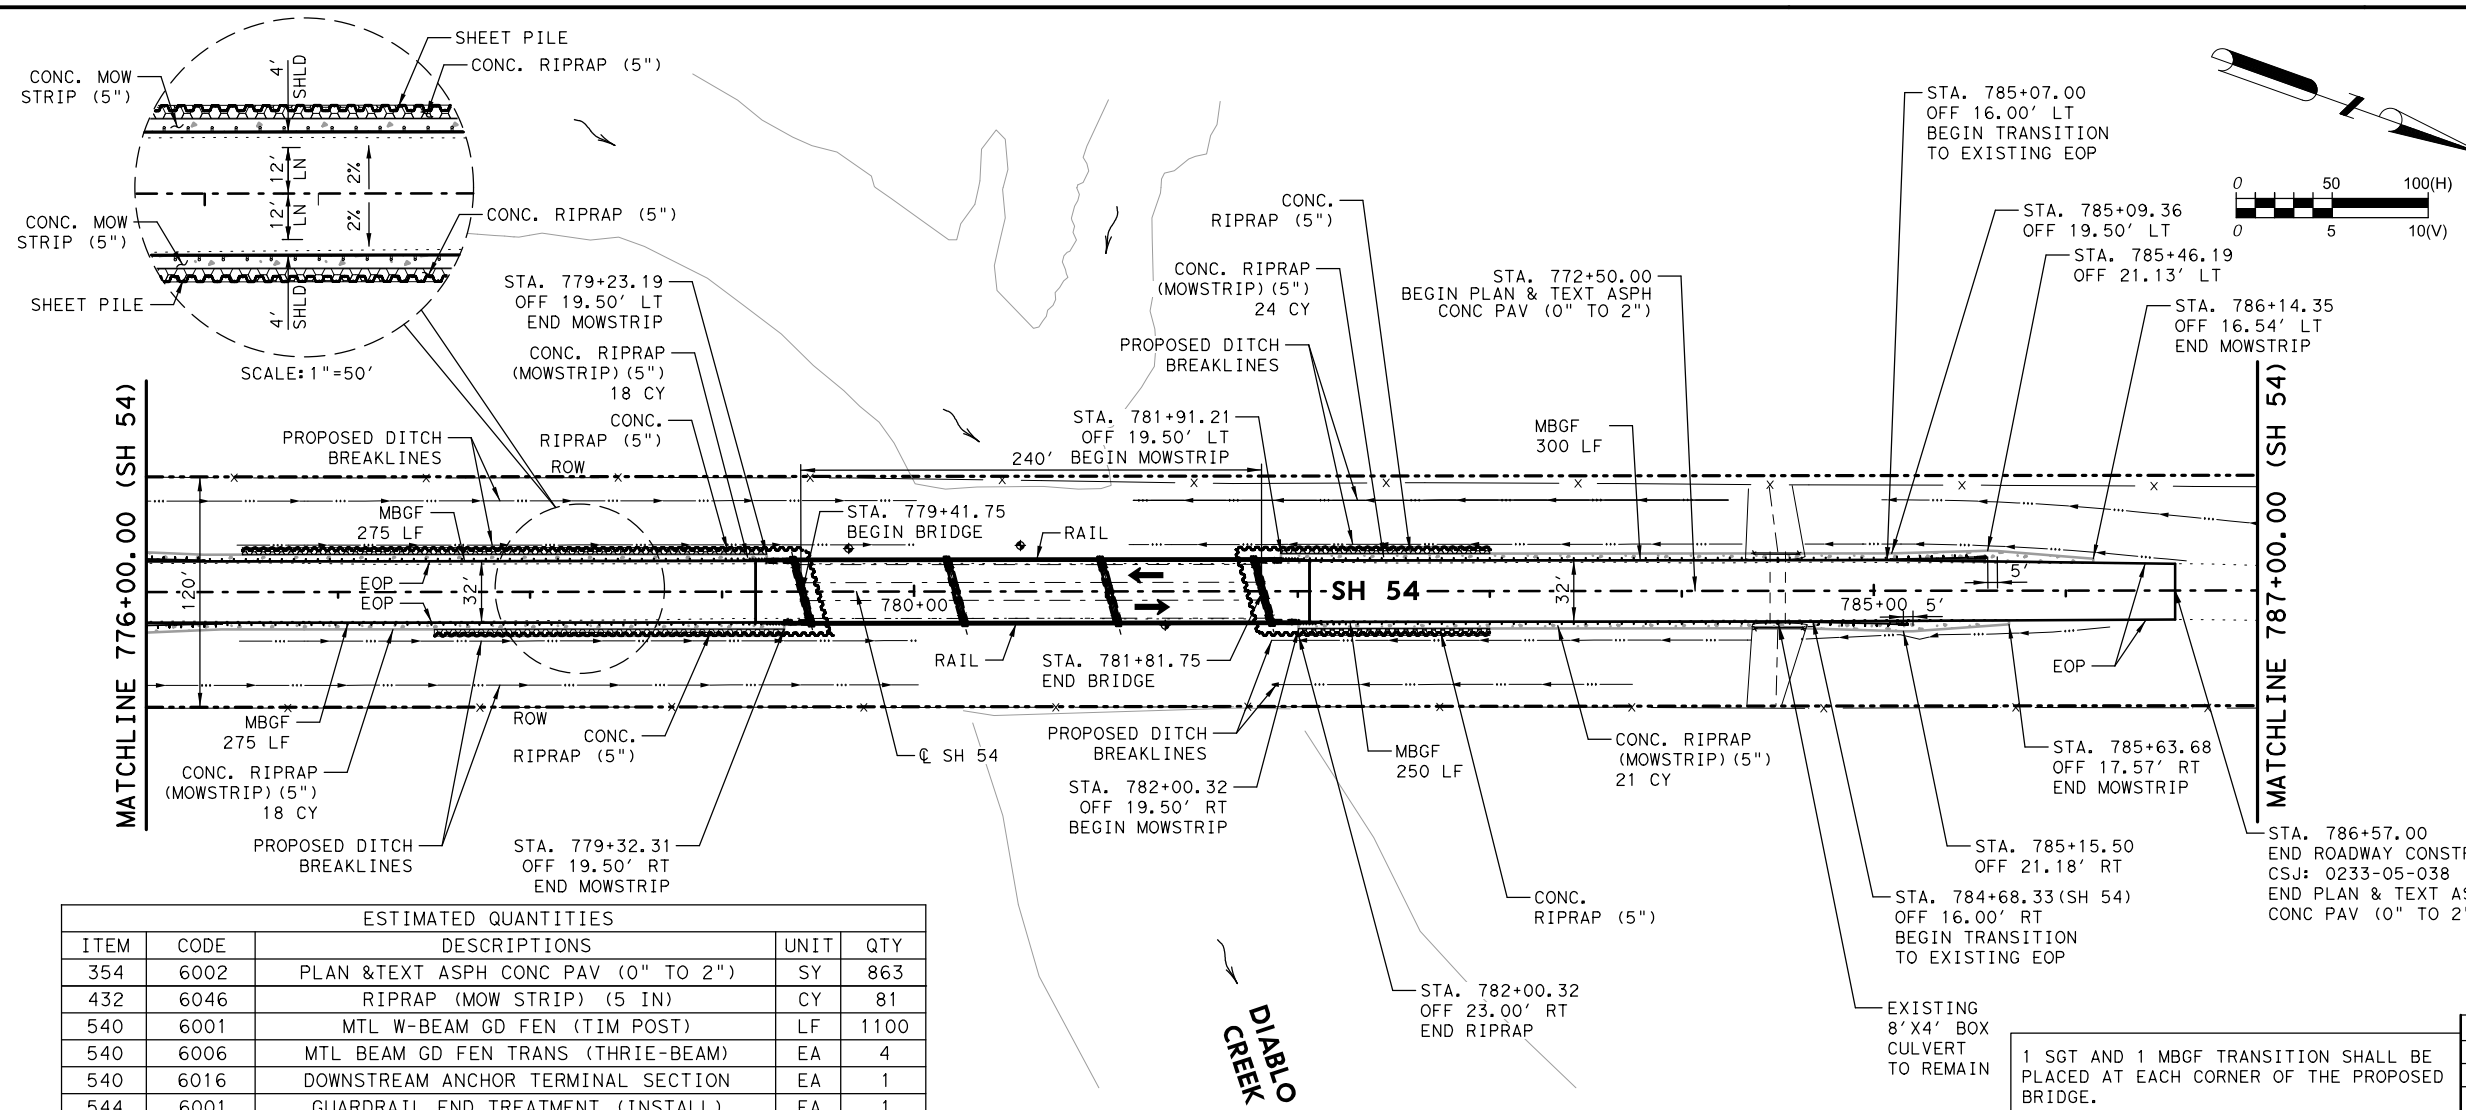 SHEET PILE
CONC. RIPRAP (5")
CONC. MOW
STRIP (5")
4'
SHLD
12'
LN
2%
12'
LN
2%
CONC. RIPRAP (5")
CONC. MOW
STRIP (5")
SHEET PILE
4'
SHLD
SCALE:1"=50'
STA. 779+23.19
OFF 19.50' LT
END MOWSTRIP
CONC. RIPRAP
(MOWSTRIP)(5")
18 CY
CONC.
RIPRAP (5")
PROPOSED DITCH
BREAKLINES
ROW
MBGF
275 LF
STA. 779+41.75
BEGIN BRIDGE
RAIL
240'
CONC.
RIPRAP (5")
CONC. RIPRAP
(MOWSTRIP)(5")
24 CY
PROPOSED DITCH
BREAKLINES
STA. 781+91.21
OFF 19.50' LT
BEGIN MOWSTRIP
STA. 772+50.00
BEGIN PLAN & TEXT ASPH
CONC PAV (0" TO 2")
MBGF
300 LF
STA. 785+07.00
OFF 16.00' LT
BEGIN TRANSITION
TO EXISTING EOP
STA. 785+09.36
OFF 19.50' LT
STA. 785+46.19
OFF 21.13' LT
STA. 786+14.35
OFF 16.54' LT
END MOWSTRIP
N
0 50 100(H)
0 5 10(V)
MATCHLINE 776+00.00 (SH 54)
120'
EOP
EOP
32'
780+00
SH 54
32'
785+00
5'
5'
EOP
MATCHLINE 787+00.00 (SH 54)
MBGF
275 LF
CONC. RIPRAP
(MOWSTRIP)(5")
18 CY
PROPOSED DITCH
BREAKLINES
ROW
CONC.
RIPRAP (5")
STA. 779+32.31
OFF 19.50' RT
END MOWSTRIP
℄ SH 54
RAIL
STA. 781+81.75
END BRIDGE
PROPOSED DITCH
BREAKLINES
STA. 782+00.32
OFF 19.50' RT
BEGIN MOWSTRIP
MBGF
250 LF
CONC. RIPRAP
(MOWSTRIP)(5")
21 CY
CONC.
RIPRAP (5")
STA. 782+00.32
OFF 23.00' RT
END RIPRAP
DIABLO
CREEK
STA. 785+63.68
OFF 17.57' RT
END MOWSTRIP
STA. 785+15.50
OFF 21.18' RT
STA. 784+68.33(SH 54)
OFF 16.00' RT
BEGIN TRANSITION
TO EXISTING EOP
EXISTING
8'X4' BOX
CULVERT
TO REMAIN
STA. 786+57.00
END ROADWAY
CSJ: 0233-05-038
END PLAN & TEXT
CONC PAV (0" TO 2"
1 SGT AND 1 MBGF TRANSITION SHALL BE
PLACED AT EACH CORNER OF THE PROPOSED
BRIDGE.
ESTIMATED QUANTITIES
ITEM CODE DESCRIPTIONS UNIT QTY
354 6002 PLAN &TEXT ASPH CONC PAV (0" TO 2") SY 863
432 6046 RIPRAP (MOW STRIP) (5 IN) CY 81
540 6001 MTL W-BEAM GD FEN (TIM POST) LF 1100
540 6006 MTL BEAM GD FEN TRANS (THRIE-BEAM) EA 4
540 6016 DOWNSTREAM ANCHOR TERMINAL SECTION EA 1
544 6001 GUARDRAIL END TREATMENT (INSTALL) EA 1